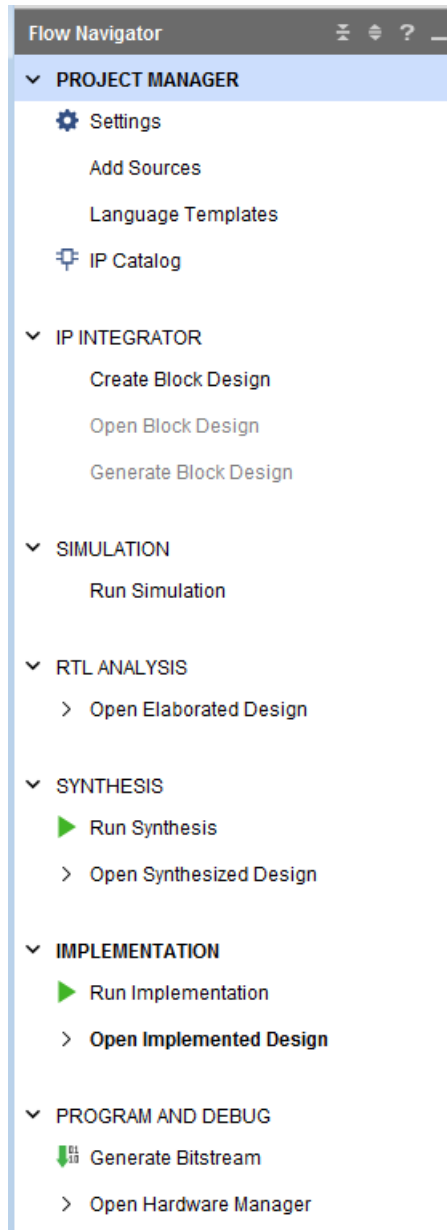 Flow Navigator ?
PROJECT MANAGER
Settings
Add Sources
Language Templates
IP Catalog
IP INTEGRATOR
Create Block Design
Open Block Design
Generate Block Design
SIMULATION
Run Simulation
RTL ANALYSIS
Open Elaborated Design
SYNTHESIS
Run Synthesis
Open Synthesized Design
IMPLEMENTATION
Run Implementation
Open Implemented Design
PROGRAM AND DEBUG
Generate Bitstream
Open Hardware Manager